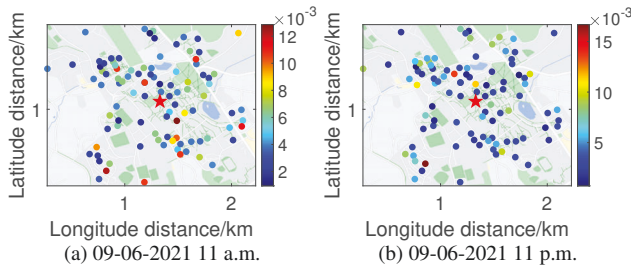 ×10⁻³
×10⁻³
12
10
8
6
4
2
15
10
5
Latitude distance/km
1
1
2
Longitude distance/km
Latitude distance/km
1
1
2
Longitude distance/km
(a) 09-06-2021 11 a.m.
(b) 09-06-2021 11 p.m.